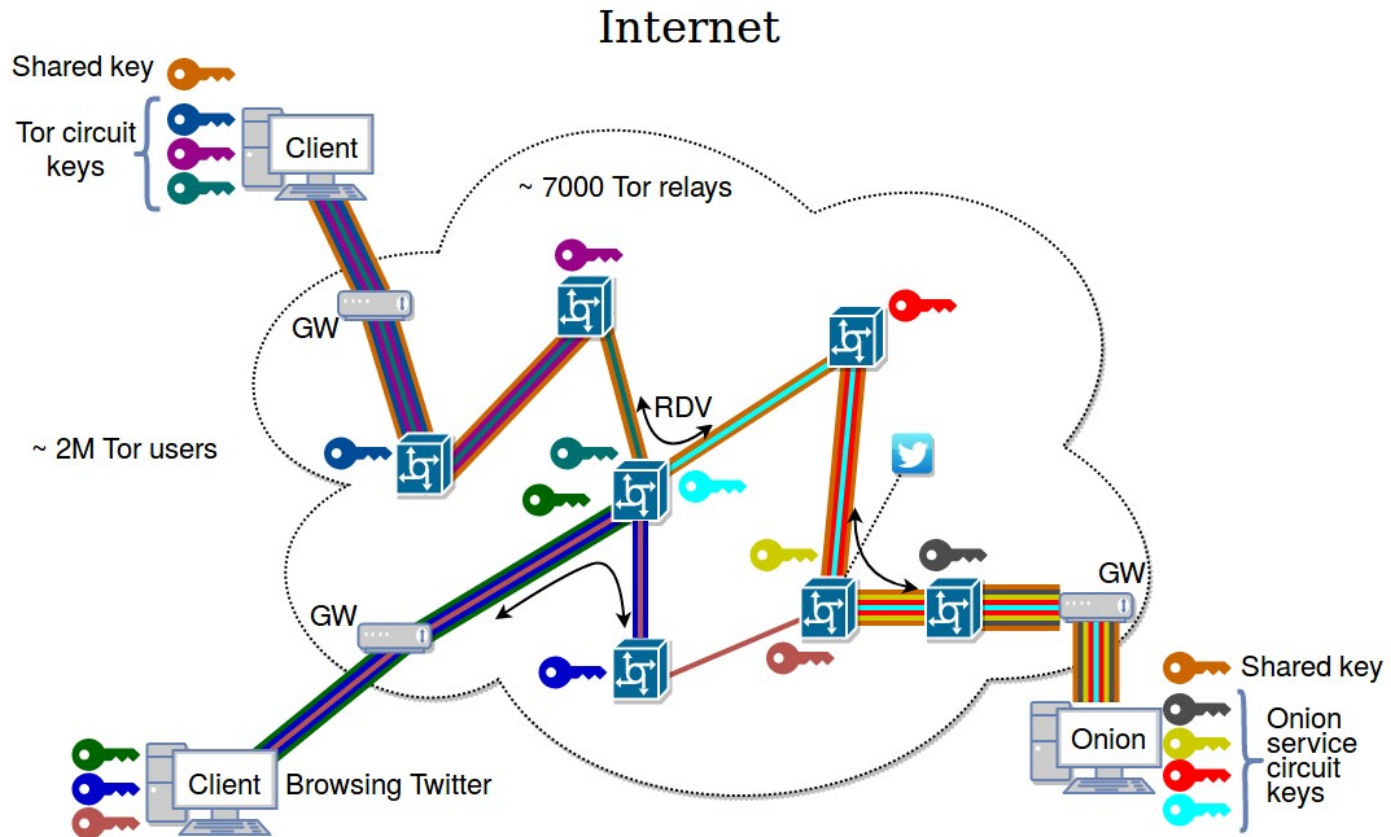 Internet
Shared key
Tor circuit
keys
Client
~ 7000 Tor relays
GW
RDV
~ 2M Tor users
GW
GW
Shared key
Onion
Onion
service
circuit
keys
Client
Browsing Twitter